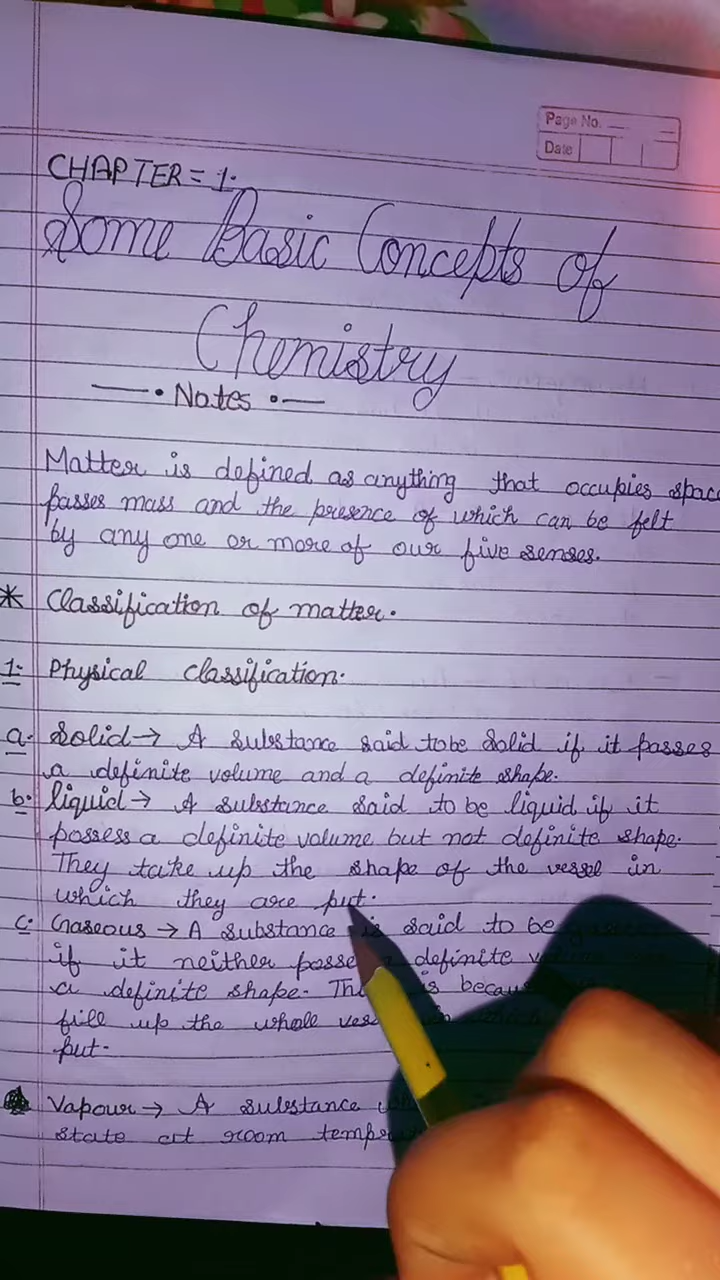 Page No.
Date
CHAPTER = 1.
Some Basic Concepts of
Chemistry
Notes
Matter is defined as anything that occupies spac
passes mass and the presence of which can be felt
by any one or more of our five senses.
* Classification of matter.
1. Physical classification.
a. Solid → A substance said to be solid if it passes
a definite volume and a definite shape.
b. liquid → A substance said to be liquid if it
possess a definite volume but not definite shape.
They take up the shape of the vessel in
which they are put.
c. Gaseous → A substance is said to be
if it neither posse definite
a definite shape. is
fill up the whole in
put.
Vapour → A substance
state at room